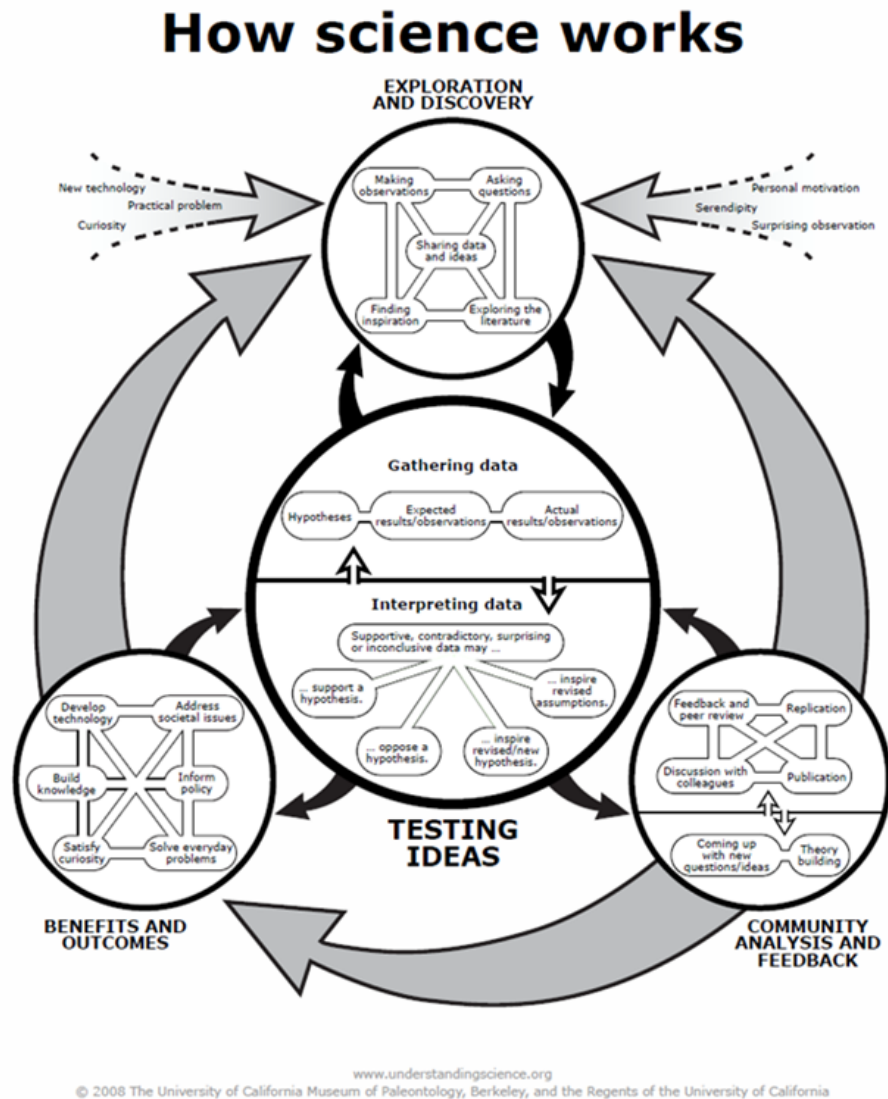 How science works
EXPLORATION
AND DISCOVERY
New technology
Practical problem
Curiosity
Making
observations
Asking
questions
Sharing data
and ideas
Finding
inspiration
Exploring the
literature
Personal motivation
Serendipity
Surprising observation
Gathering data
Hypotheses
Expected
results/observations
Actual
results/observations
Interpreting data
Supportive, contradictory, surprising
or inconclusive data may ...
... support a
hypothesis.
... oppose a
hypothesis.
... inspire
revised/new
hypothesis.
... inspire
revised
assumptions.
TESTING
IDEAS
Develop
technology
Address
societal issues
Build
knowledge
Inform
policy
Satisfy
curiosity
Solve everyday
problems
BENEFITS AND
OUTCOMES
Feedback and
peer review
Replication
Discussion with
colleagues
Publication
Coming up
with new
questions/ideas
Theory
building
COMMUNITY
ANALYSIS AND
FEEDBACK
www.understandingscience.org
© 2008 The University of California Museum of Paleontology, Berkeley, and the Regents of the University of California